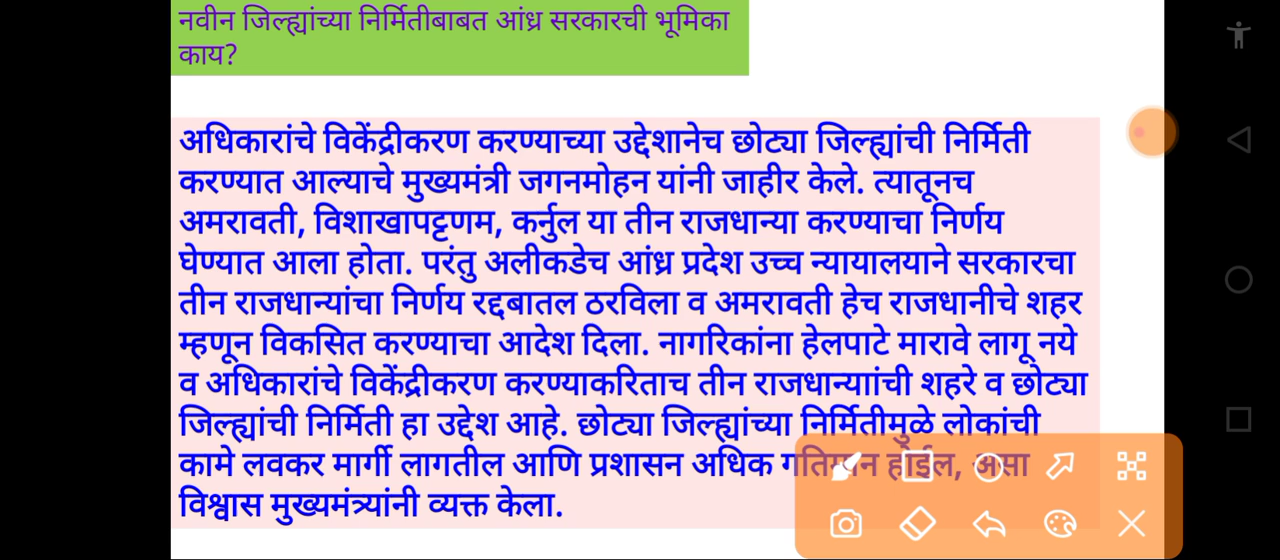 नवीन जिल्ह्यांच्या निर्मितीबाबत आंध्र सरकारची भूमिका
काय?
अधिकारांचे विकेंद्रीकरण करण्याच्या उद्देशानेच छोट्या जिल्ह्यांची निर्मिती
करण्यात आल्याचे मुख्यमंत्री जगनमोहन यांनी जाहीर केले. त्यातूनच
अमरावती, विशाखापट्टणम, कर्नुल या तीन राजधान्या करण्याचा निर्णय
घेण्यात आला होता. परंतु अलीकडेच आंध्र प्रदेश उच्च न्यायालयाने सरकारचा
तीन राजधान्यांचा निर्णय रद्दबातल ठरविला व अमरावती हेच राजधानीचे शहर
म्हणून विकसित करण्याचा आदेश दिला. नागरिकांना हेलपाटे मारावे लागू नये
व अधिकारांचे विकेंद्रीकरण करण्याकरिताच तीन राजधान्याांची शहरे व छोट्या
जिल्ह्यांची निर्मिती हा उद्देश आहे. छोट्या जिल्ह्यांच्या निर्मितीमुळे लोकांची
कामे लवकर मार्गी लागतील आणि प्रशासन अधिक गतिमान होईल, असा
विश्वास मुख्यमंत्र्यांनी व्यक्त केला.